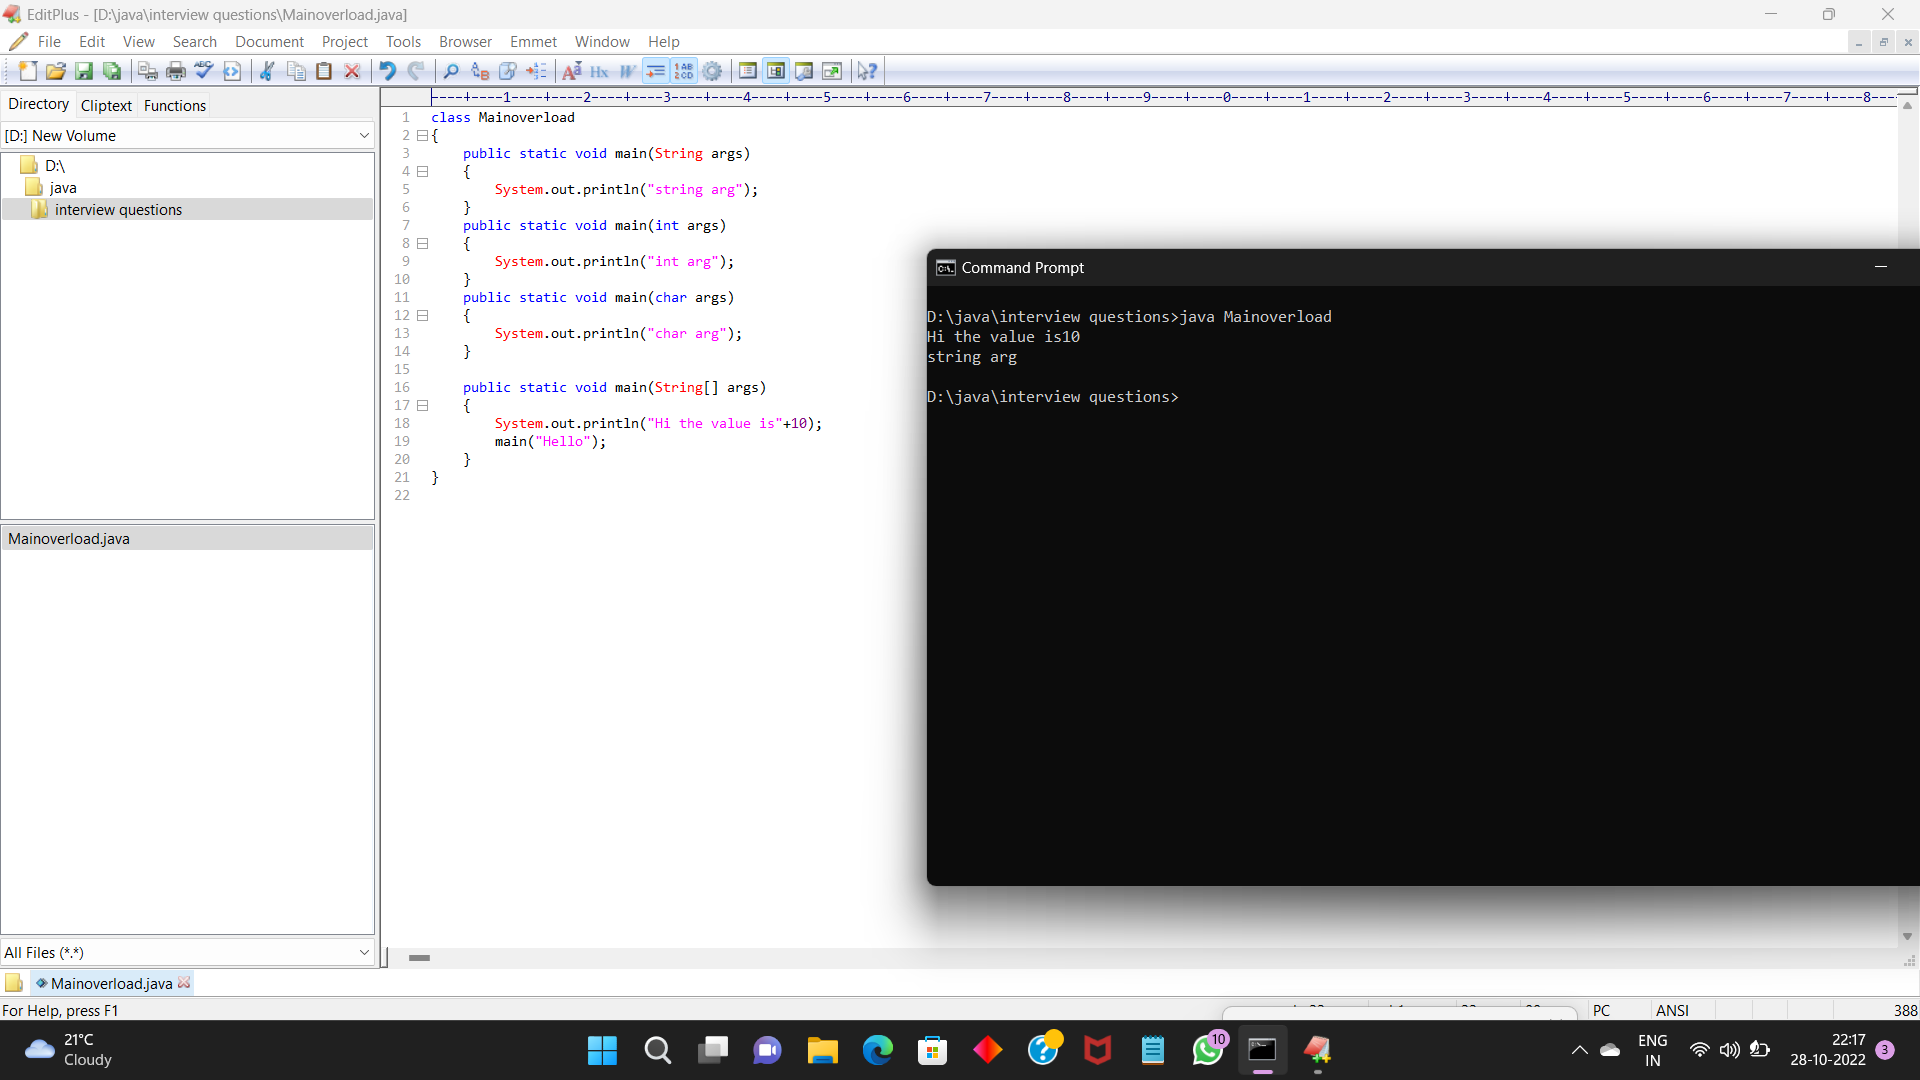 EditPlus - [D:\java\interview questions\Mainoverload.java]
File Edit View Search Document Project Tools Browser Emmet Window Help
Directory Cliptext Functions
[D:] New Volume
D:\
java
interview questions
Mainoverload.java
All Files (*.*)
----+----1----+----2----+----3----+----4----+----5----+----6----+----7----+----8----+----9----+----0----+----1----+----2----+----3----+----4----+----5----+----6----+----7----+----8----
1 class Mainoverload
2 {
3 public static void main(String args)
4 {
5 System.out.println("string arg");
6 }
7 public static void main(int args)
8 {
9 System.out.println("int arg");
10 }
11 public static void main(char args)
12 {
13 System.out.println("char arg");
14 }
15
16 public static void main(String[] args)
17 {
18 System.out.println("Hi the value is"+10);
19 main("Hello");
20 }
21 }
22
Command Prompt
D:\java\interview questions>java Mainoverload
Hi the value is10
string arg
D:\java\interview questions>
Mainoverload.java
For Help, press F1
PC ANSI 388
21°C
Cloudy
10
ENG
IN
22:17
28-10-2022
3